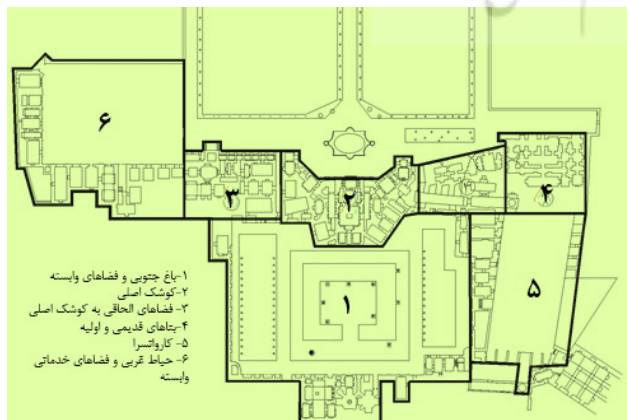 ۶
۳
۲
۳
۴
۱
۵
۱-باغ جنوبی و فضاهای وابسته
۲-کوشک اصلی
۳- فضاهای الحاقی به کوشک اصلی
۴-بناهای قدیمی و اولیه
۵- کاروانسرا
۶- حیاط غربی و فضاهای خدماتی
وابسته